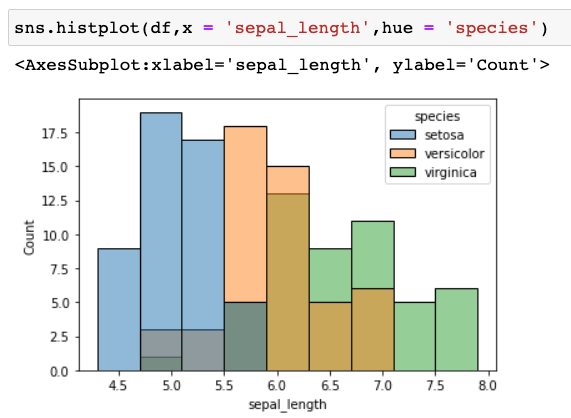 sns.histplot(df,x = 'sepal_length',hue = 'species')
<AxesSubplot:xlabel='sepal_length', ylabel='Count'>
species
setosa
versicolor
virginica
17.5
15.0
12.5
10.0
7.5
5.0
2.5
0.0
Count
4.5 5.0 5.5 6.0 6.5 7.0 7.5 8.0
sepal_length